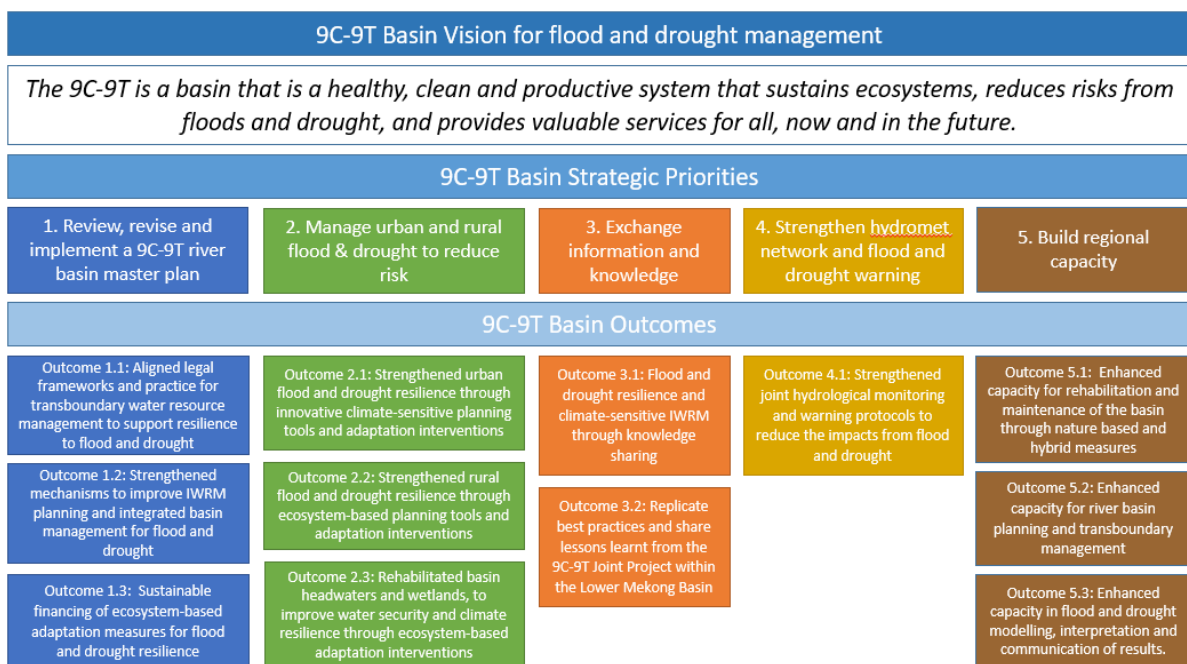 9C-9T Basin Vision for flood and drought management
The 9C-9T is a basin that is a healthy, clean and productive system that sustains ecosystems, reduces risks from
floods and drought, and provides valuable services for all, now and in the future.
9C-9T Basin Strategic Priorities
1. Review, revise and
implement a 9C-9T river
basin master plan
2. Manage urban and rural
flood & drought to reduce
risk
3. Exchange
information and
knowledge
4. Strengthen hydromet
network and flood and
drought warning
5. Build regional
capacity
9C-9T Basin Outcomes
Outcome 1.1: Aligned legal
frameworks and practice for
transboundary water resource
management to support resilience
to flood and drought
Outcome 1.2: Strengthened
mechanisms to improve IWRM
planning and integrated basin
management for flood and
drought
Outcome 1.3: Sustainable
financing of ecosystem-based
adaptation measures for flood
and drought resilience
Outcome 2.1: Strengthened urban
flood and drought resilience through
innovative climate-sensitive planning
tools and adaptation interventions
Outcome 2.2: Strengthened rural
flood and drought resilience through
ecosystem-based planning tools and
adaptation interventions
Outcome 2.3: Rehabilitated basin
headwaters and wetlands, to
improve water security and climate
resilience through ecosystem-based
adaptation interventions
Outcome 3.1: Flood and
drought resilience and
climate-sensitive IWRM
through knowledge
sharing
Outcome 3.2: Replicate
best practices and share
lessons learnt from the
9C-9T Joint Project within
the Lower Mekong Basin
Outcome 4.1: Strengthened
joint hydrological monitoring
and warning protocols to
reduce the impacts from flood
and drought
Outcome 5.1: Enhanced
capacity for rehabilitation and
maintenance of the basin
through nature based and
hybrid measures
Outcome 5.2: Enhanced
capacity for river basin
planning and transboundary
management
Outcome 5.3: Enhanced
capacity in flood and drought
modelling, interpretation and
communication of results.